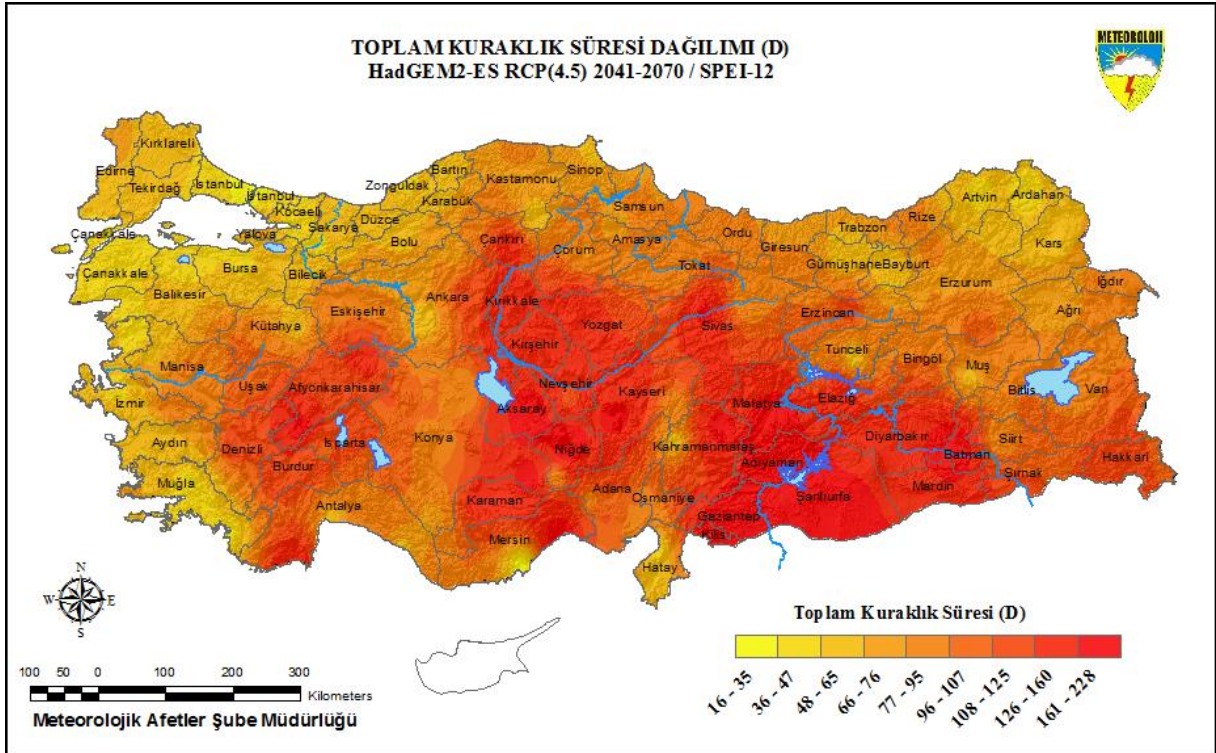 TOPLAM KURAKLIK SÜRESİ DAĞILIMI (D)
HadGEM2-ES RCP(4.5) 2041-2070 / SPEI-12
METEOROLOJI
Kırklareli
Edirne
Tekirdağ
İstanbul
İstanbul
Kocaeli
Yalova
Sakarya
Düzce
Zonguldak
Bartın
Karabük
Kastamonu
Sinop
Samsun
Ordu
Giresun
Trabzon
Rize
Artvin
Ardahan
Kars
Çanakkale
Çanakkale
Balıkesir
Bursa
Bilecik
Bolu
Çankırı
Çorum
Amasya
Tokat
Gümüşhane
Bayburt
Erzurum
Iğdır
Ağrı
Kütahya
Eskişehir
Ankara
Kırıkkale
Yozgat
Sivas
Erzincan
Tunceli
Bingöl
Muş
Bitlis
Van
Manisa
Uşak
Afyonkarahisar
Kırşehir
Nevşehir
Kayseri
Malatya
Elazığ
İzmir
Aydın
Denizli
Isparta
Burdur
Konya
Aksaray
Niğde
Kahramanmaraş
Adıyaman
Diyarbakır
Batman
Siirt
Şırnak
Hakkari
Muğla
Antalya
Karaman
Mersin
Adana
Osmaniye
Gaziantep
Kilis
Şanlıurfa
Mardin
Hatay
N
W E
S
Toplam Kuraklık Süresi (D)
16 - 35
36 - 47
48 - 65
66 - 76
77 - 95
96 - 107
108 - 125
126 - 160
161 - 228
100 50 0 100 200 300
Kilometers
Meteorolojik Afetler Şube Müdürlüğü